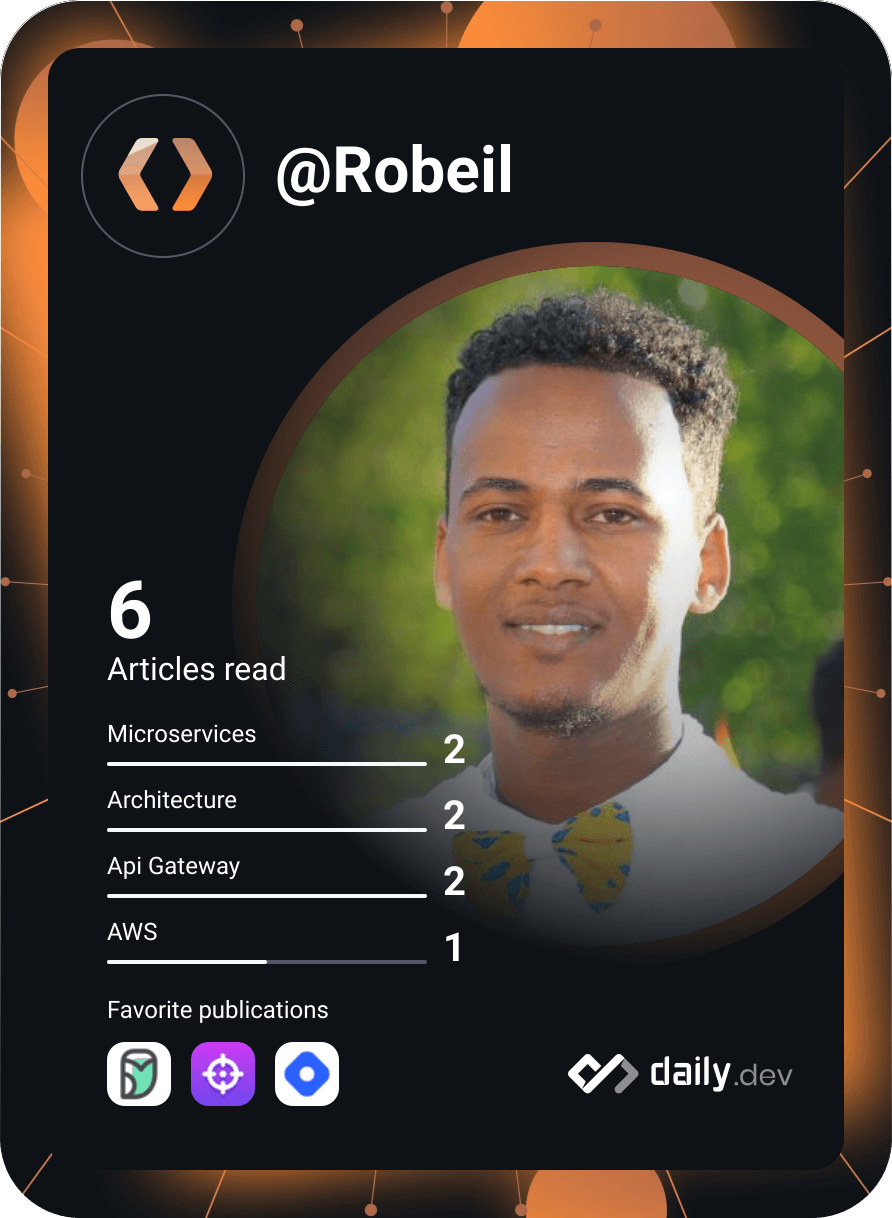 @Robeil
6
Articles read
Microservices
2
Architecture
2
Api Gateway
2
AWS
1
Favorite publications
daily.dev